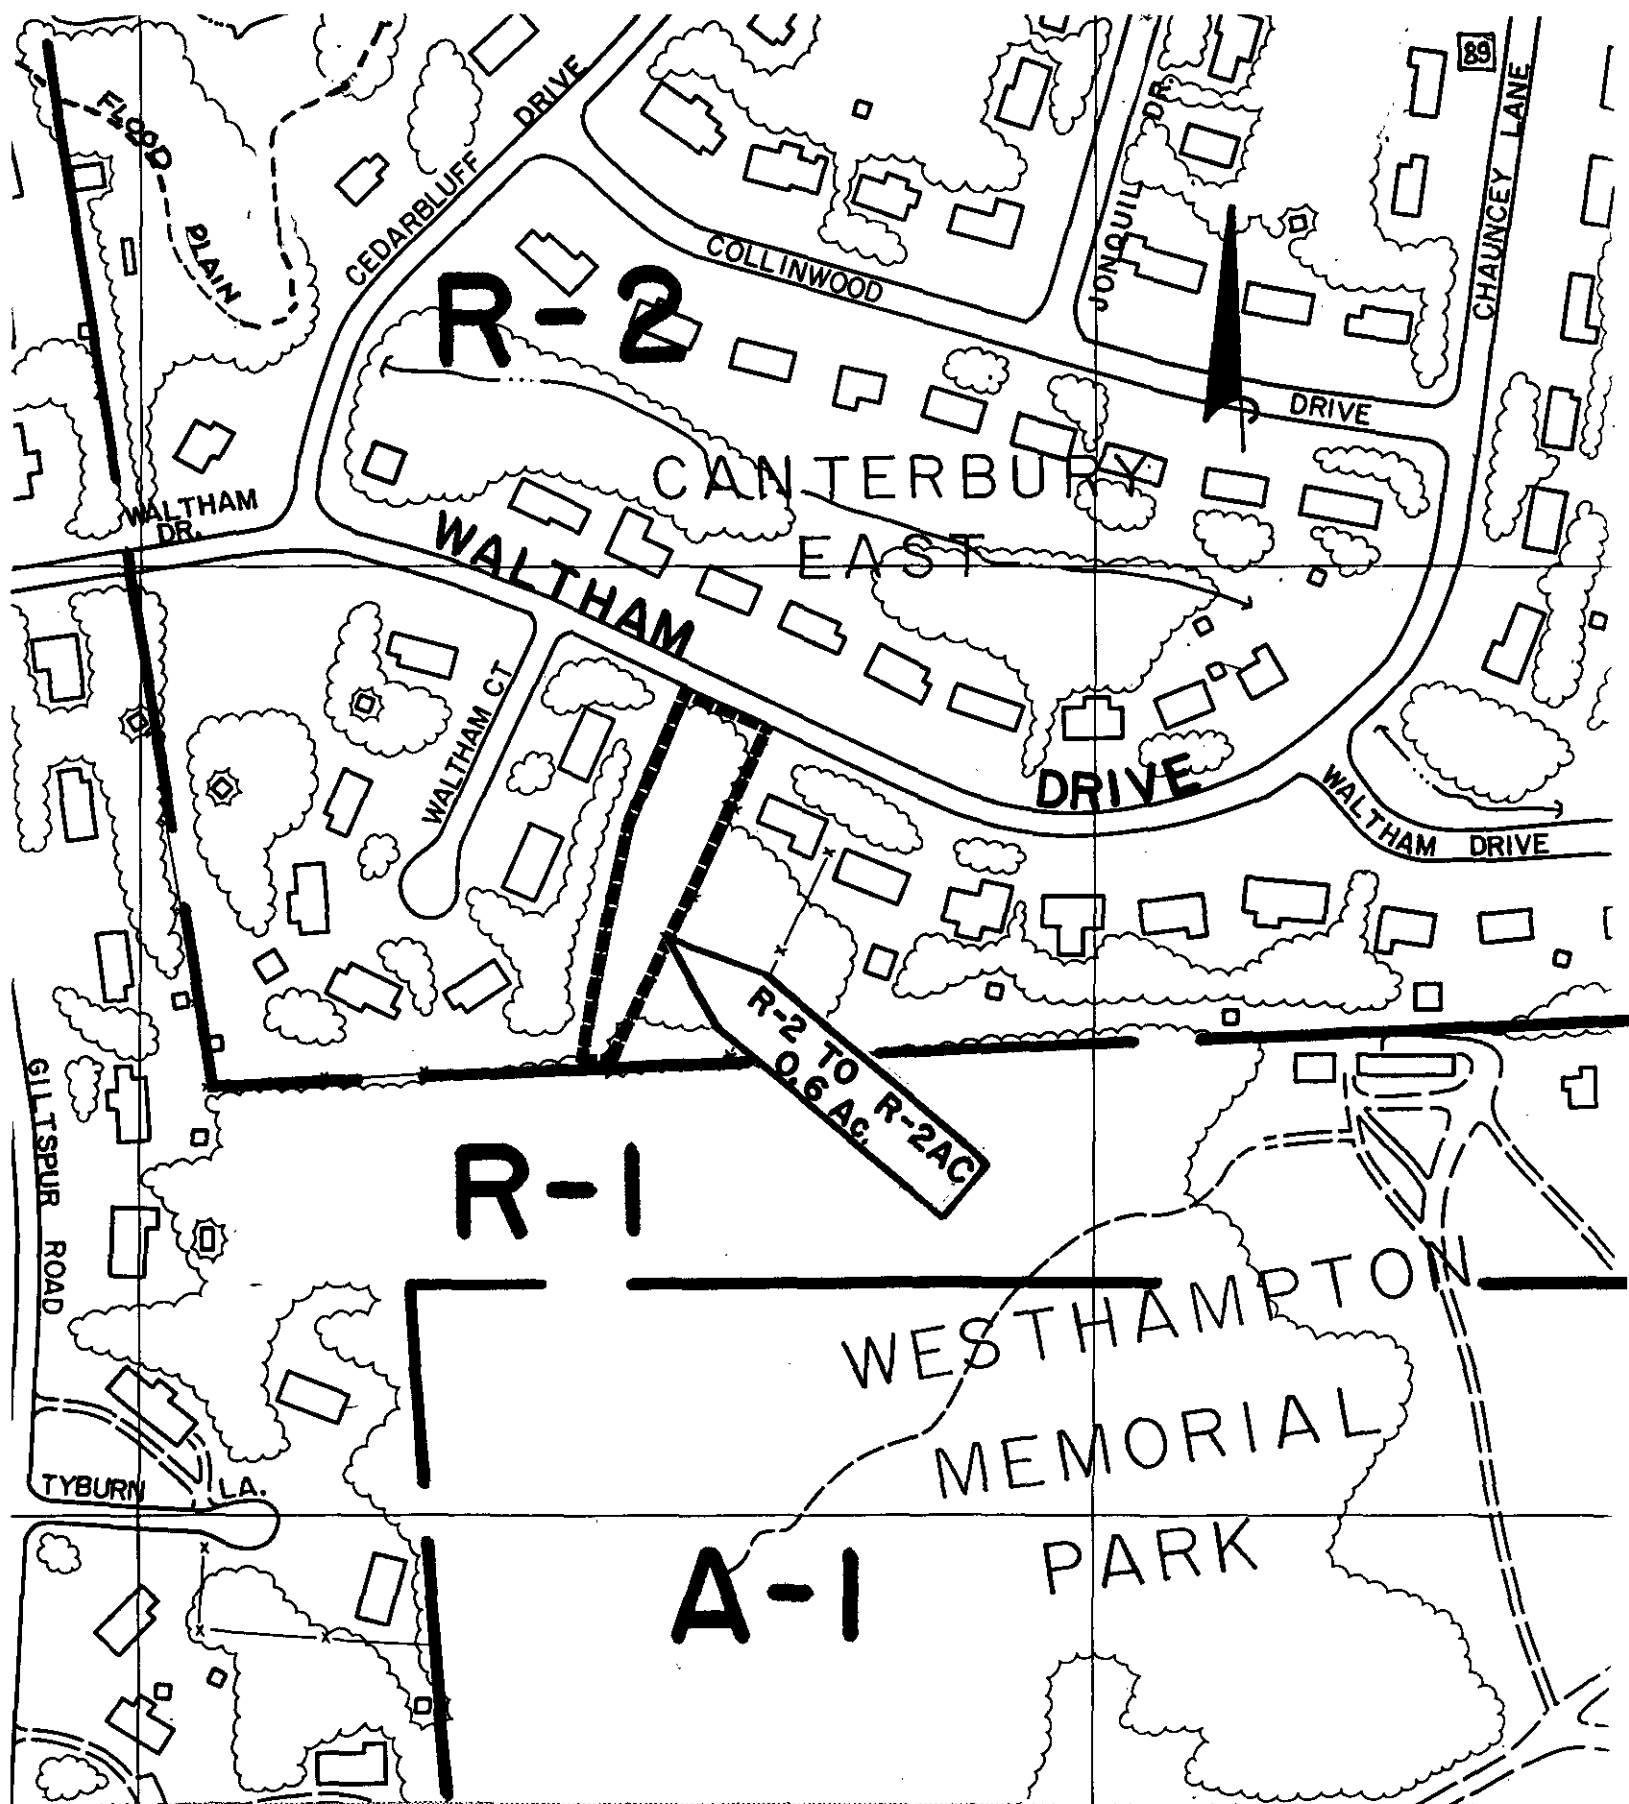 89
FLOOD
PLAIN
CEDARBLUFF DRIVE
COLLINWOOD DRIVE
JONQUIL DR.
CHAUNCEY LANE
R-2
CANTERBURY
EAST
WALTHAM
DR.
WALTHAM DRIVE
WALTHAM CT
WALTHAM DRIVE
R-2 TO R-2AC
0.6 Ac.
GILTSPUR ROAD
R-1
WESTHAMPTON
MEMORIAL
PARK
TYBURN LA.
A-1